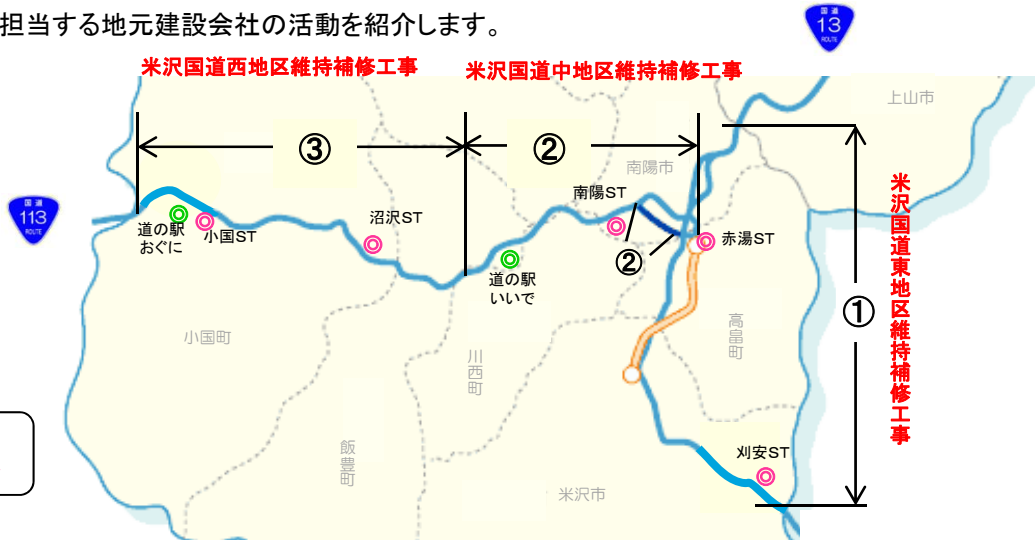 担当する地元建設会社の活動を紹介します。
国道
13
ROUTE
米沢国道西地区維持補修工事
米沢国道中地区維持補修工事
上山市
③
②
南陽市
国道
113
ROUTE
南陽ST
沼沢ST
道の駅
おぐに
小国ST
赤湯ST
②
道の駅
いいで
米沢国道東地区維持補修工事
①
小国町
高畠町
川西町
飯豊町
刈安ST
米沢市